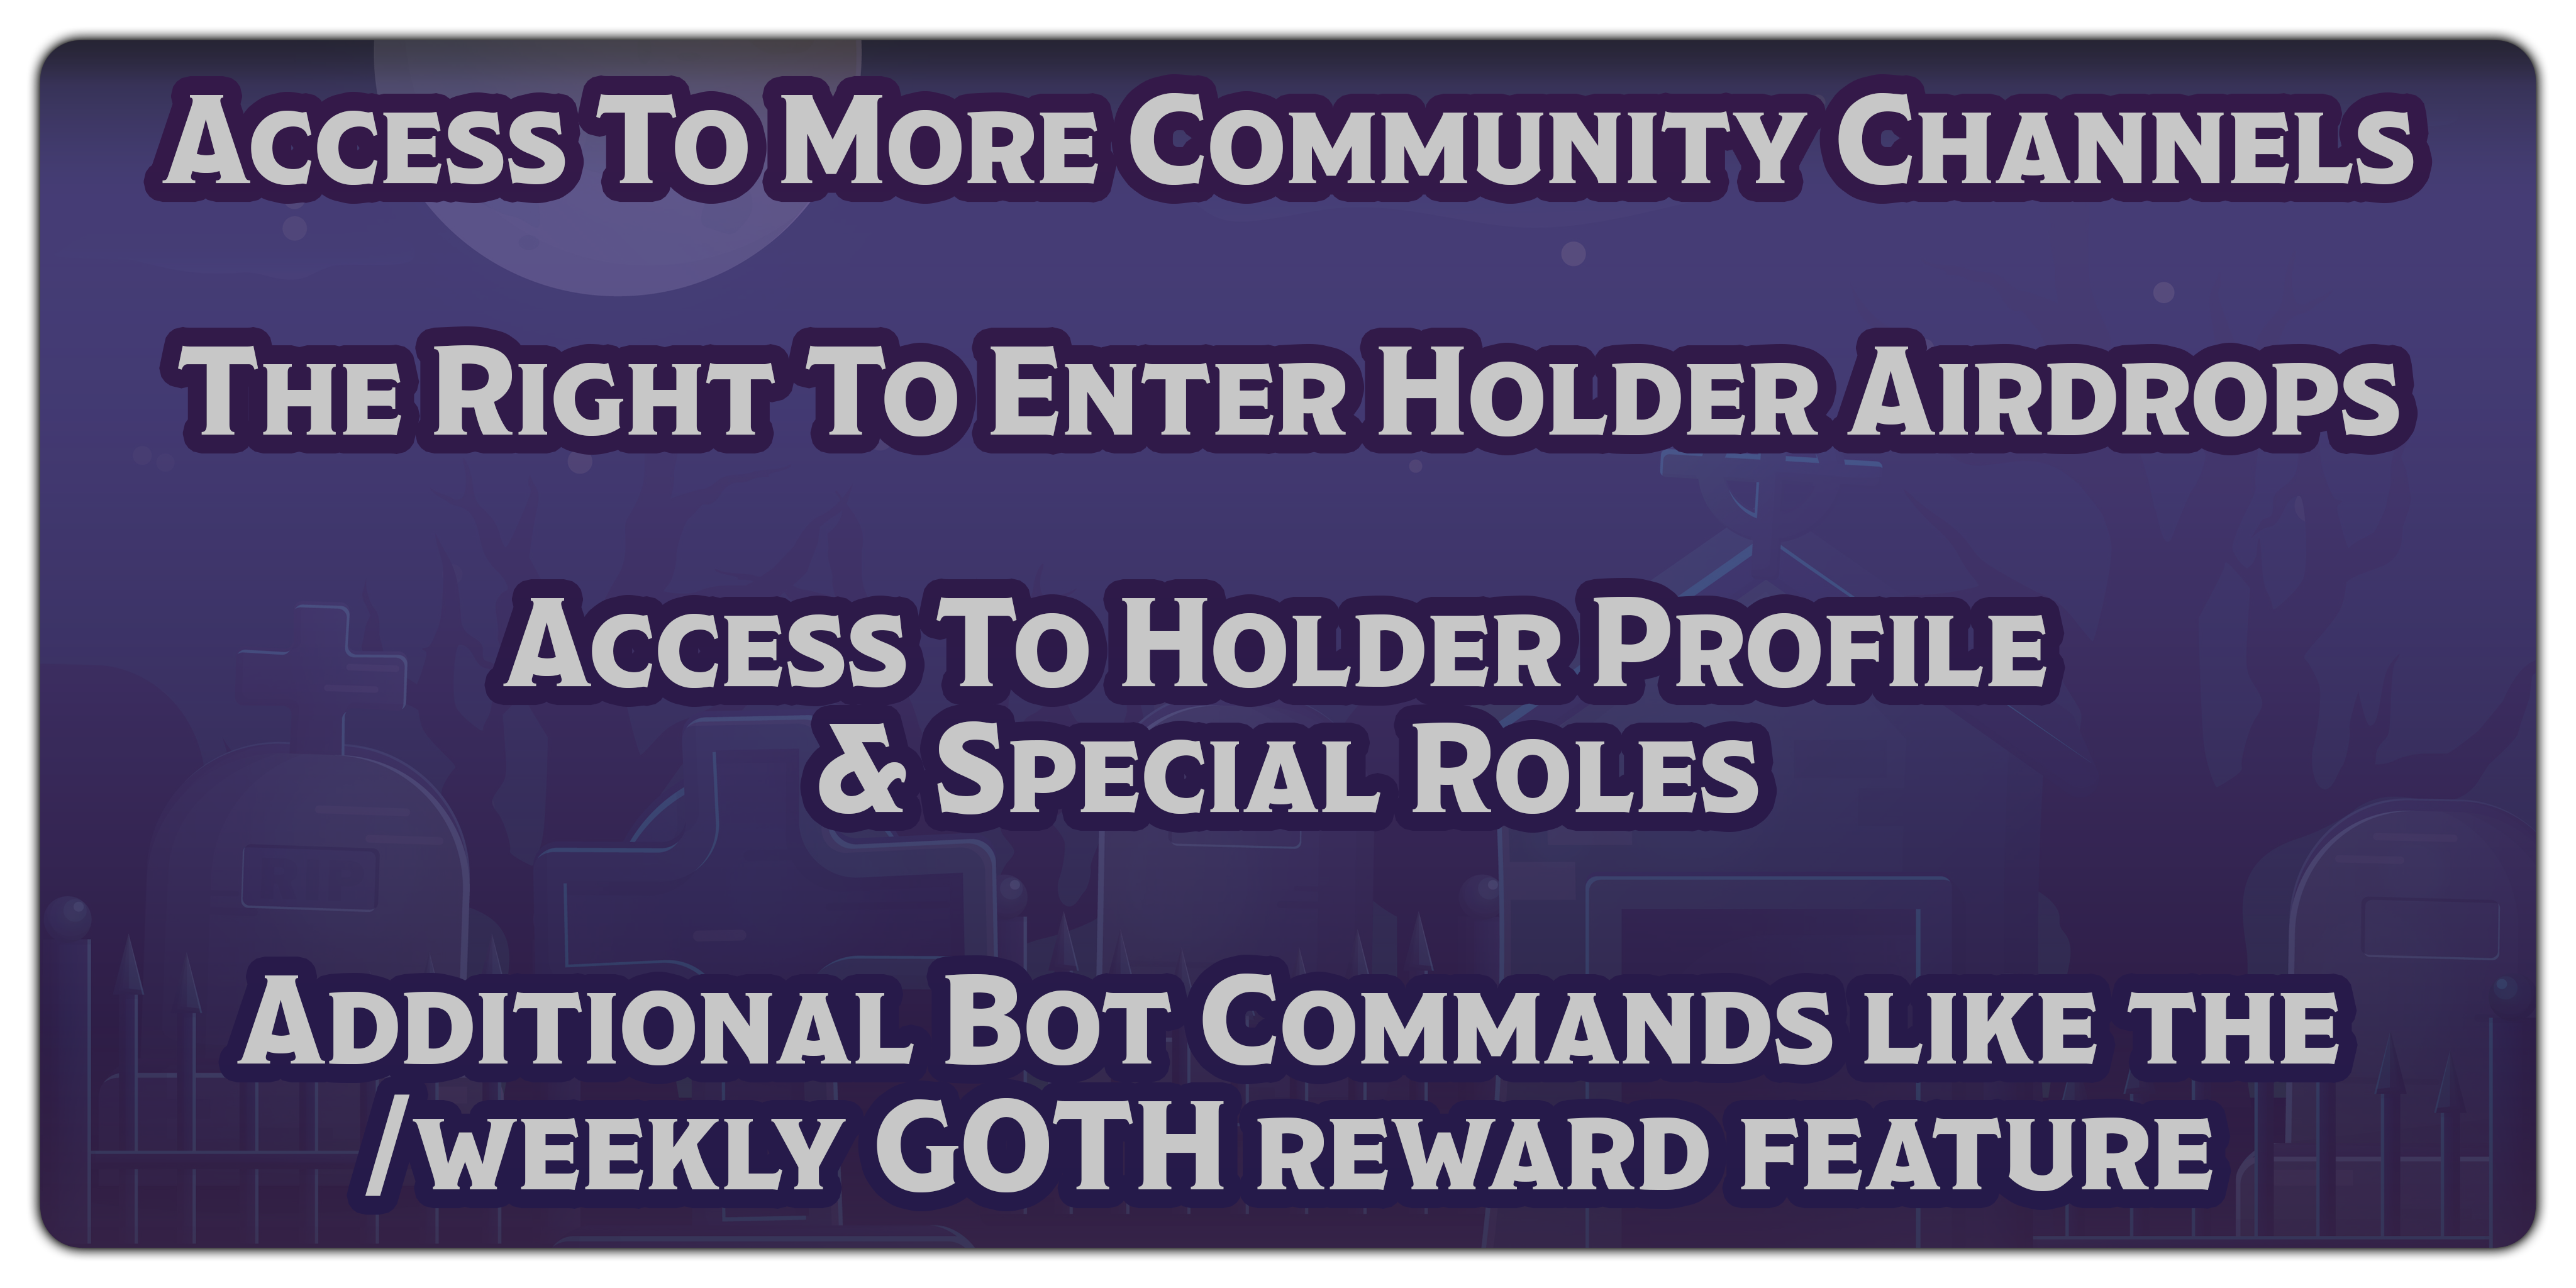 Access To More Community Channels
The Right To Enter Holder Airdrops
Access To Holder Profile
& Special Roles
Additional Bot Commands like the
/weekly GOTH reward feature
RIP